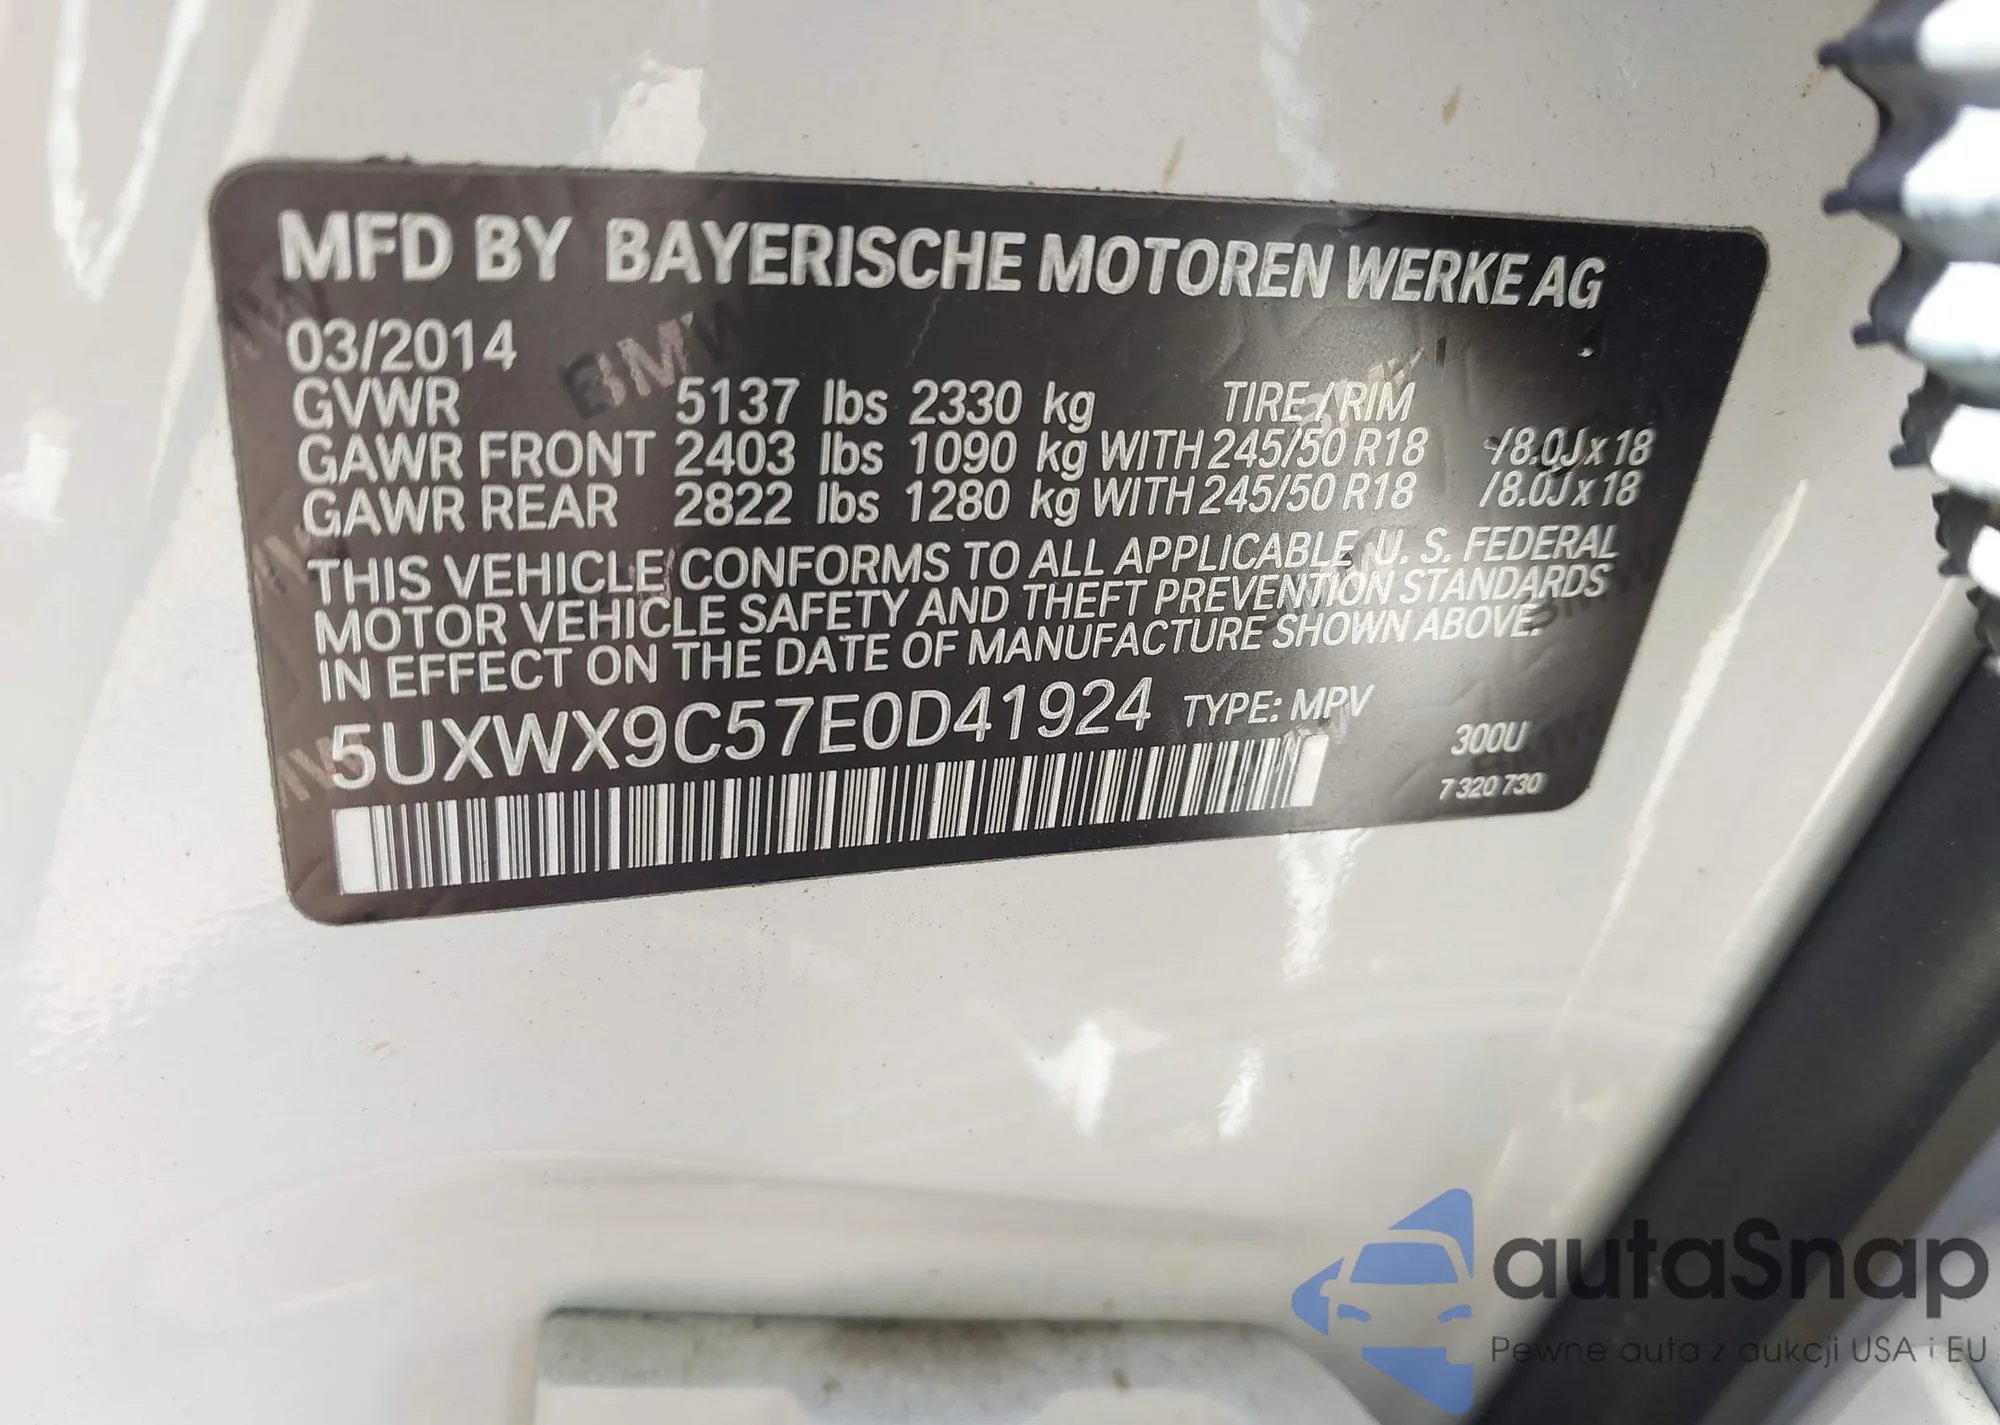 MFD BY BAYERISCHE MOTOREN WERKE AG
03/2014
GVWR 5137 lbs 2330 kg TIRE / RIM
GAWR FRONT 2403 lbs 1090 kg WITH 245/50 R18 /8.0J x 18
GAWR REAR 2822 lbs 1280 kg WITH 245/50 R18 /8.0J x 18
THIS VEHICLE CONFORMS TO ALL APPLICABLE U. S. FEDERAL
MOTOR VEHICLE SAFETY AND THEFT PREVENTION STANDARDS
IN EFFECT ON THE DATE OF MANUFACTURE SHOWN ABOVE.
5UXWX9C57E0D41924 TYPE: MPV
300U
7 320 730
autaSnap
Pewne auta z aukcji USA i EU